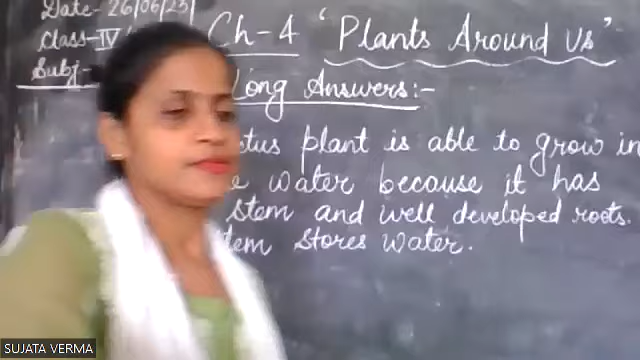 Date- 26/06/23
Class-IV Ch-4 'Plants Around Us'
Subj-
Long Answers:-
plant is able to grow in
water because it has
stem and well developed roots.
stores water.
SUJATA VERMA